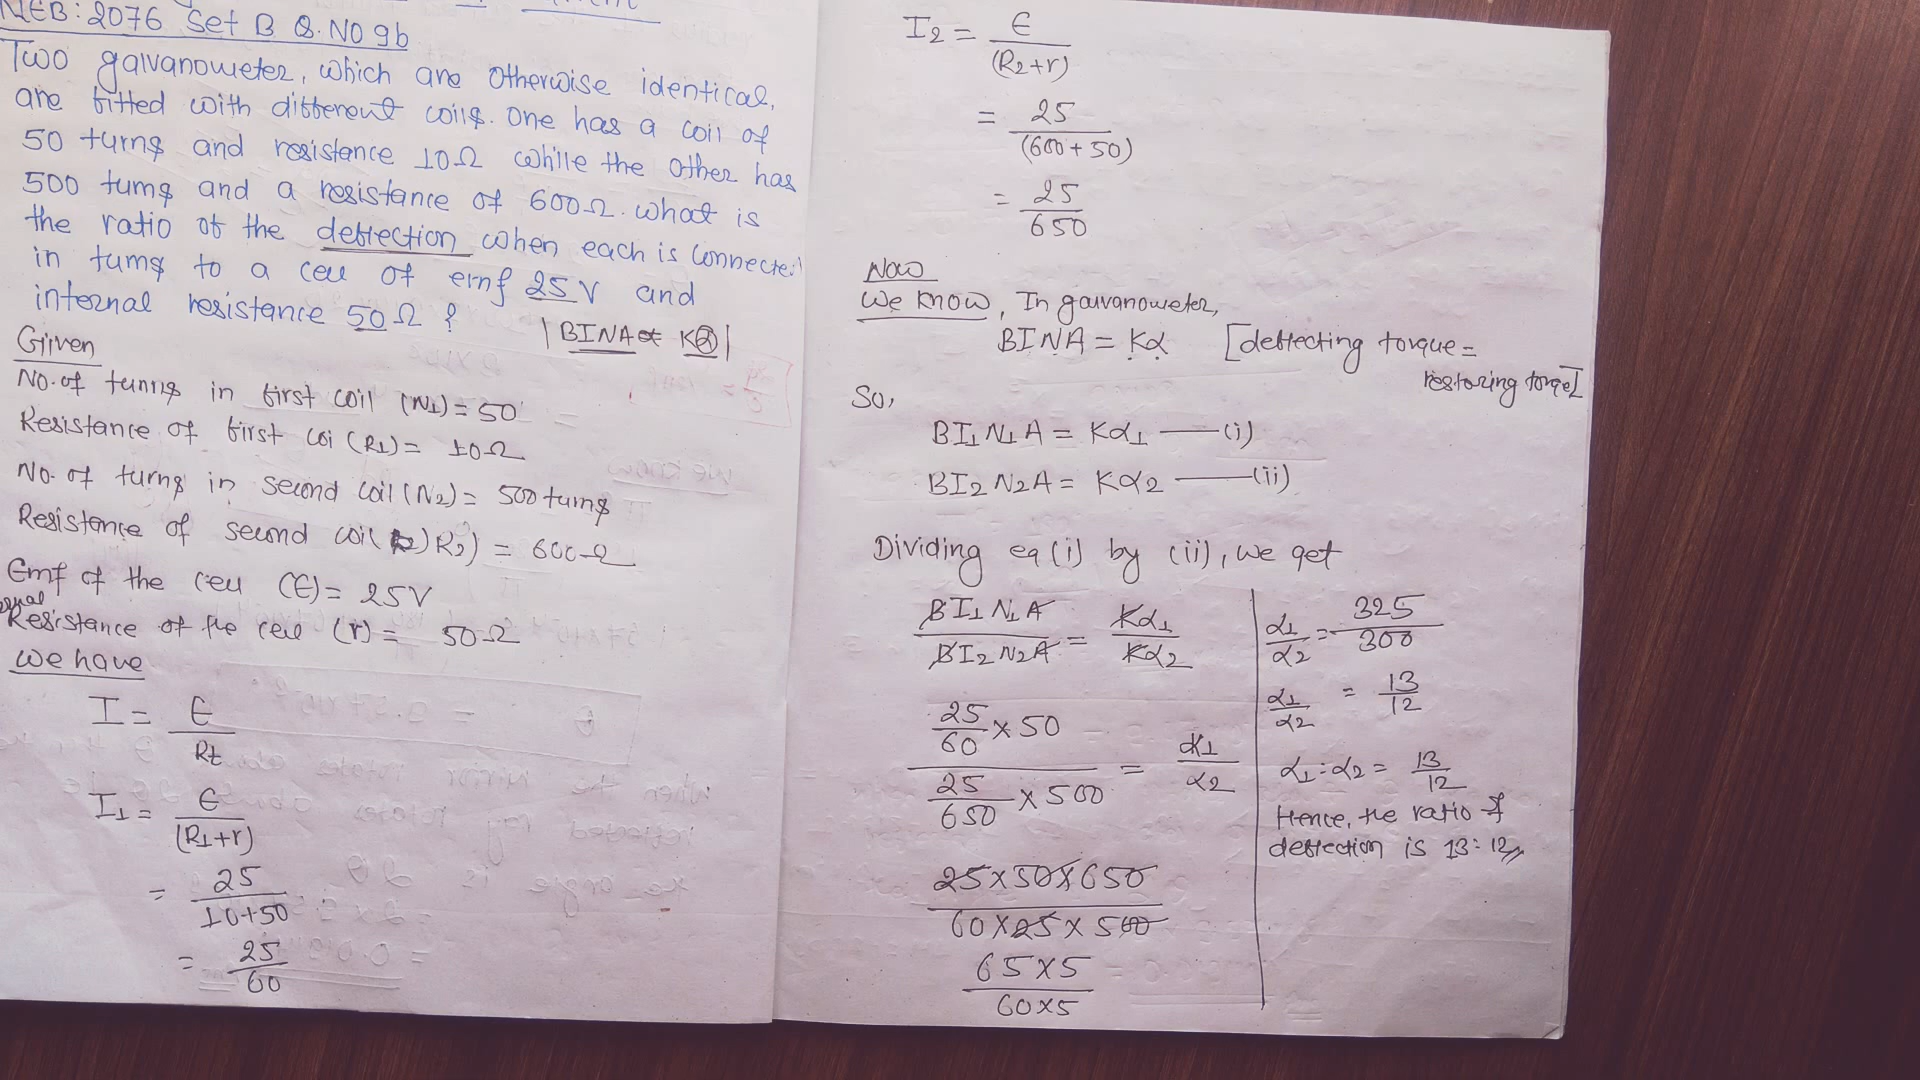 NEB: 2076 Set B Q.NO 9b
Two galvanometer, which are otherwise identical,
are fitted with different coils. One has a coil of
50 turns and resistance 10Ω while the other has
500 turns and a resistance of 600Ω. what is
the ratio of the deflection when each is connected
in turns to a cell of emf 25 V and
internal resistance 50Ω ?
Given
No. of turns in first coil (N1) = 50
Resistance of first coi (R1) = 10Ω
No. of turns in second coil (N2) = 500 turns
Resistance of second coil R2) = 600Ω
Emf of the cell (E) = 25V
Resistance of the cell (r) = 50Ω
we have
I = E
Rt
I1 = E
(R1+r)
= 25
10+50
= 25
60
I2 = E
(R2+r)
= 25
(600+50)
= 25
650
Now
We know, In galvanometer,
BINA = Kα [deflecting torque =
restoring torqe]
So,
BI1N1A = Kα1 —(i)
BI2N2A = Kα2 —(ii)
Dividing eq (i) by (ii), we get
BI1N1A = Kα1
BI2N2A Kα2
25 × 50
60 = α1
25 × 500 α2
650
25×50×650
60×25×500
65×5
60×5
α1 = 325
α2 300
α1 = 13
α2 12
α1:α2 = 13
12
Hence, the ratio of
deflection is 13:12